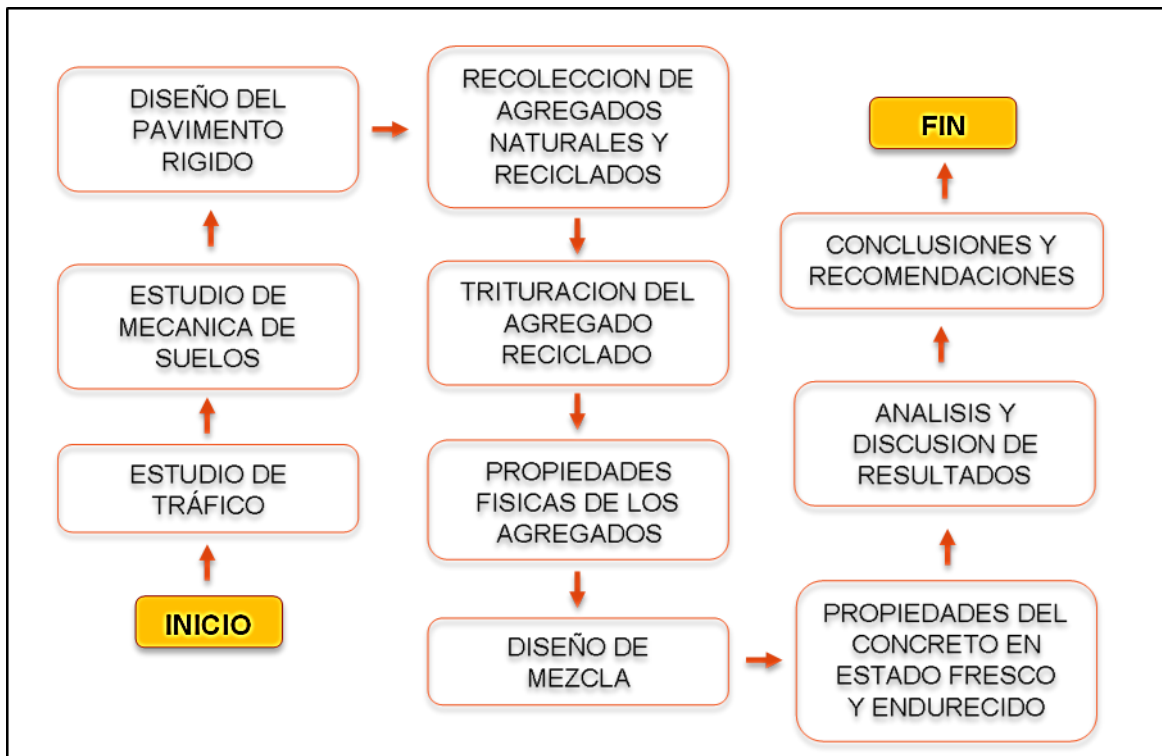 INICIO
ESTUDIO DE
TRÁFICO
ESTUDIO DE
MECANICA DE
SUELOS
DISEÑO DEL
PAVIMENTO
RIGIDO
RECOLECCION DE
AGREGADOS
NATURALES Y
RECICLADOS
TRITURACION DEL
AGREGADO
RECICLADO
PROPIEDADES
FISICAS DE LOS
AGREGADOS
DISEÑO DE
MEZCLA
PROPIEDADES DEL
CONCRETO EN
ESTADO FRESCO
Y ENDURECIDO
ANALISIS Y
DISCUSION DE
RESULTADOS
CONCLUSIONES Y
RECOMENDACIONES
FIN